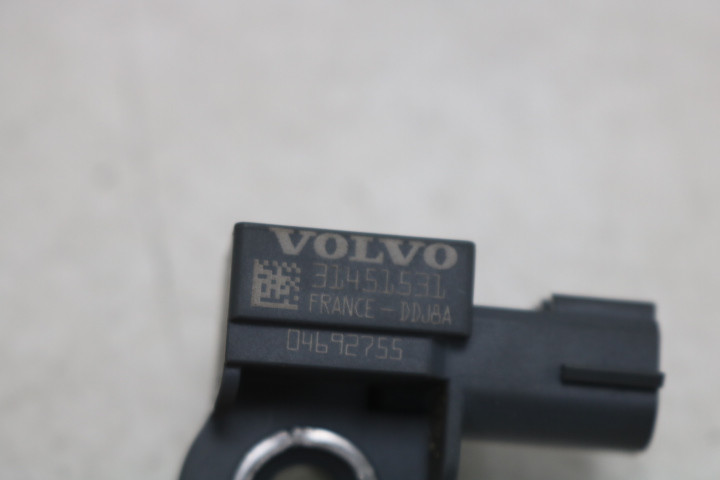 VOLVO
31451531
FRANCE - DDJ8A
04692755